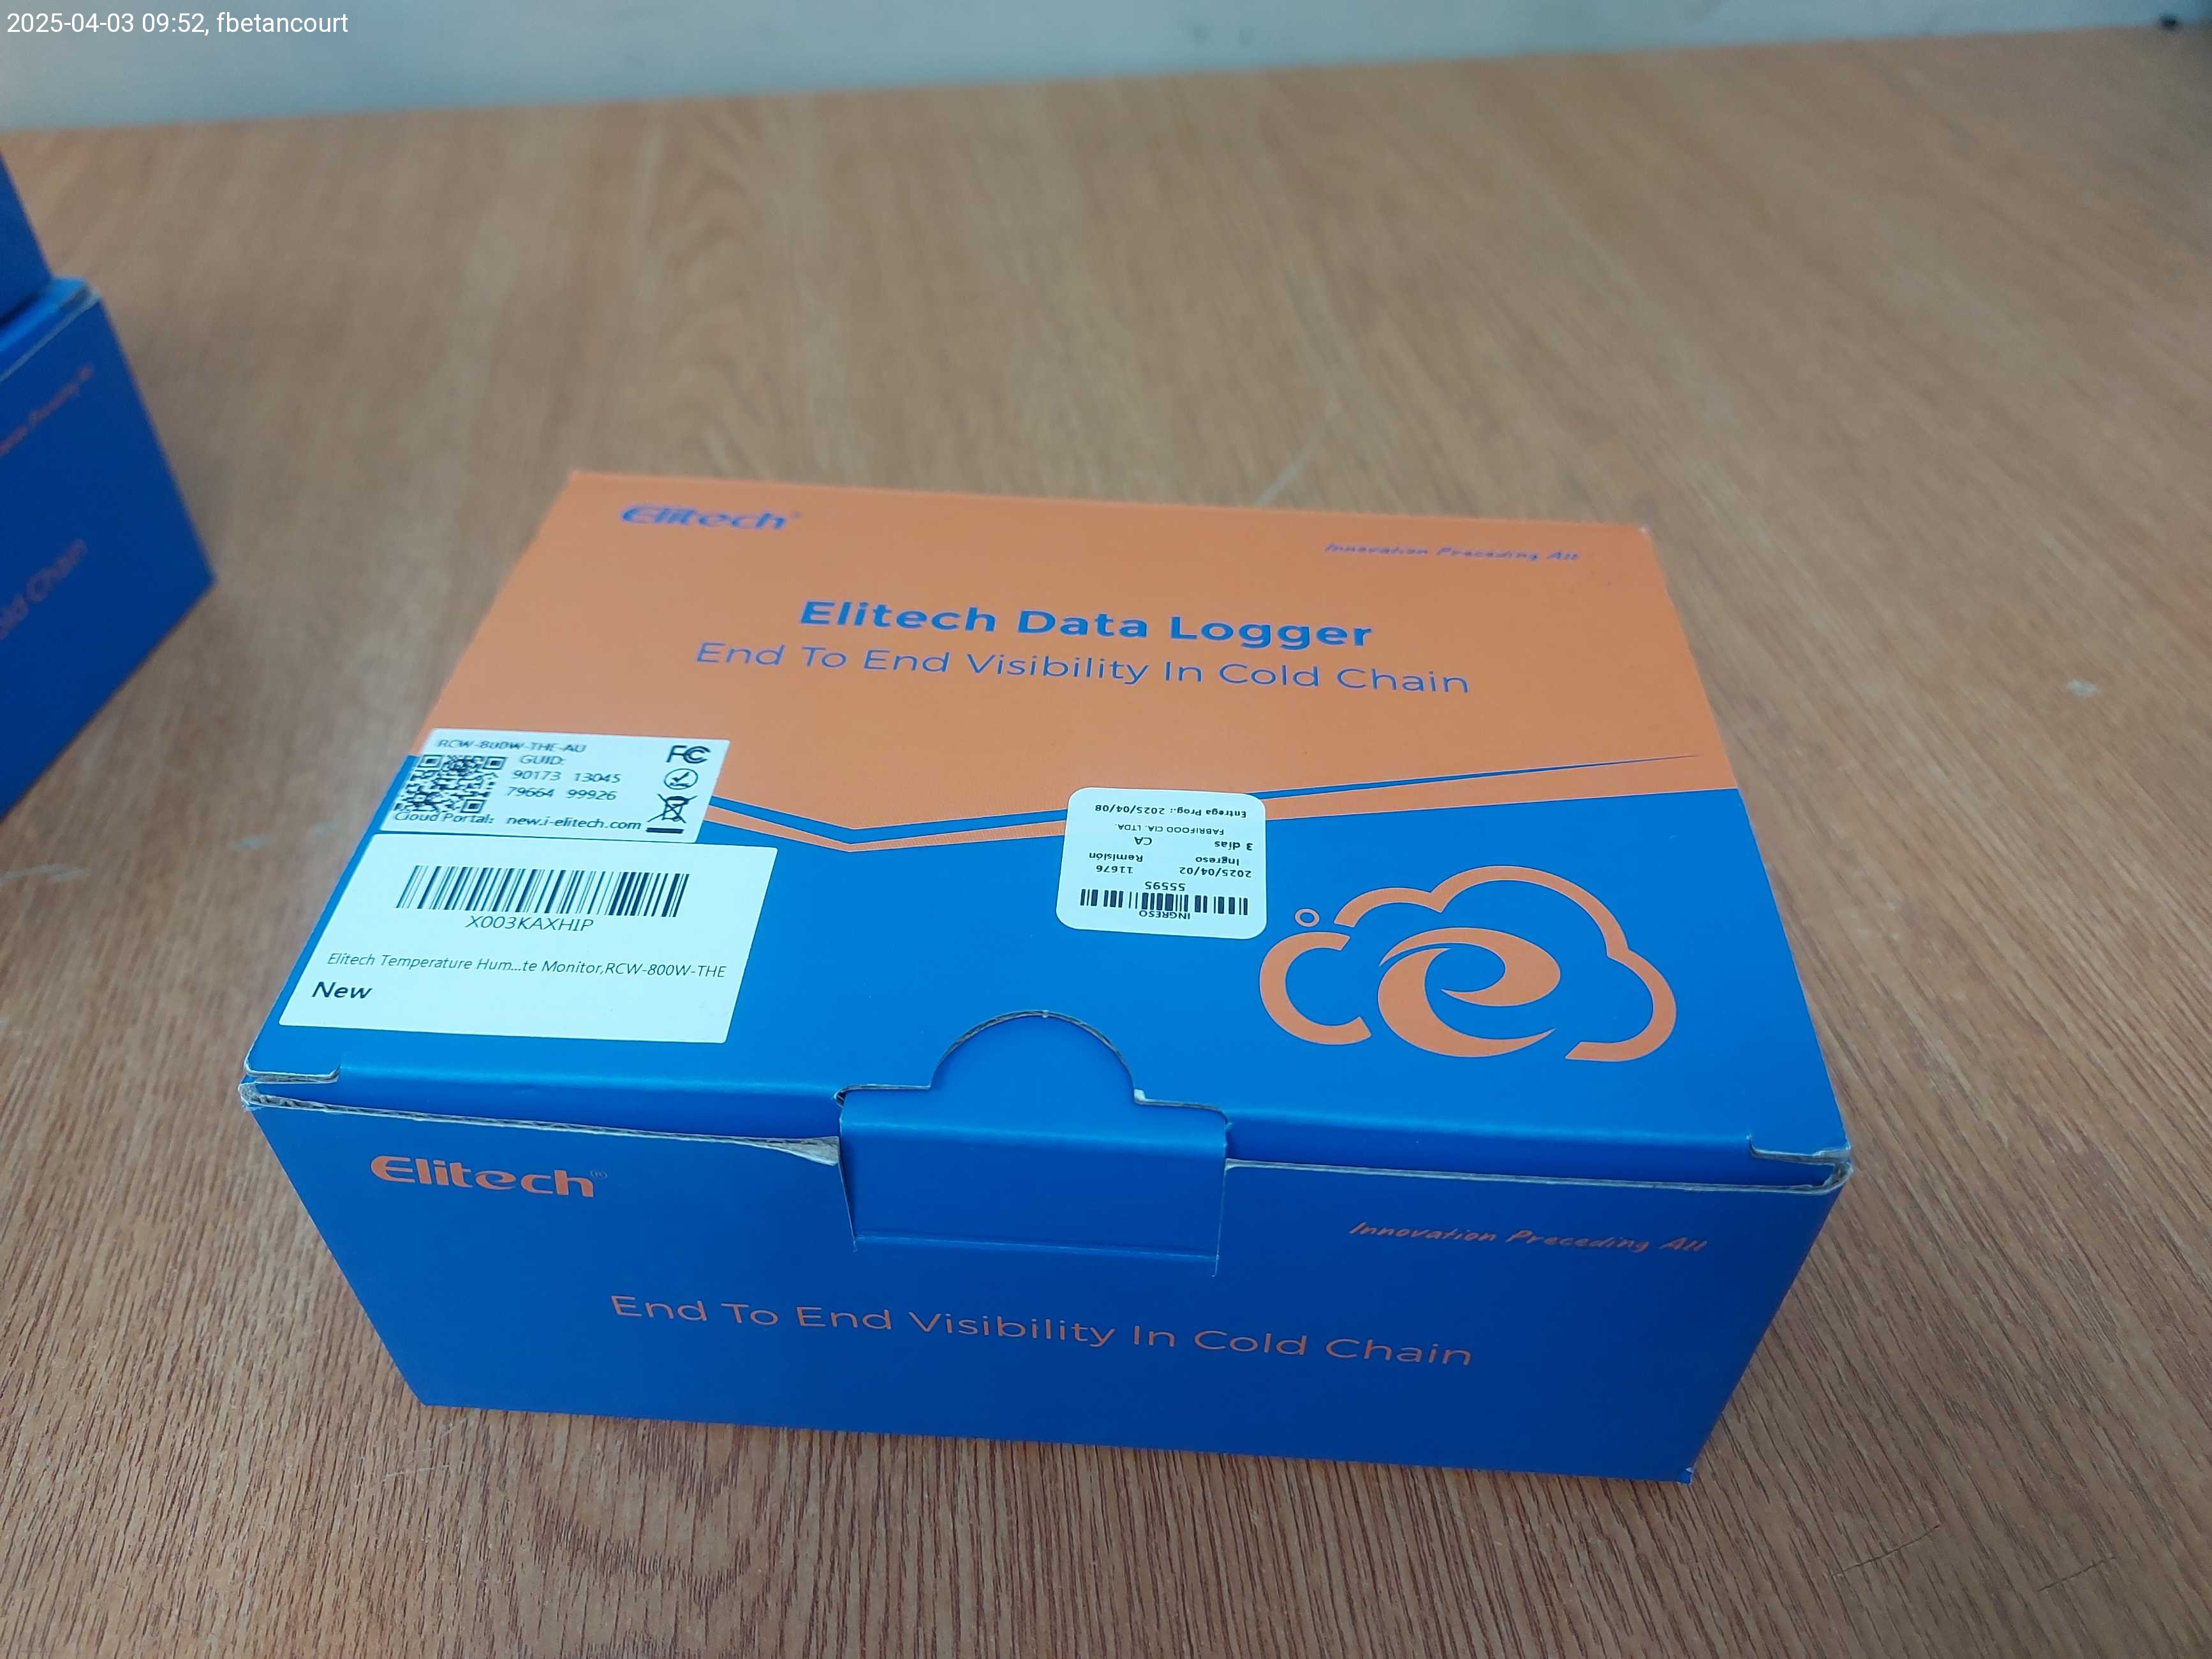 2025-04-03 09:52, fbetancourt
Elitech
Innovation Preceding All
Elitech Data Logger
End To End Visibility In Cold Chain
RCW-800W-THE-AU
GUID:
90173 13045
79664 99926
Cloud Portal: new.i-elitech.com
FC
X003KAXHIP
Elitech Temperature Hum...te Monitor,RCW-800W-THE
New
INGRESO
55595
2025/04/02 11676
Ingreso Remisión
3 días CA
FABRIFOOD CIA. LTDA.
Entrega Prog.: 2025/04/08
Elitech®
Innovation Preceding All
End To End Visibility In Cold Chain
old Chain